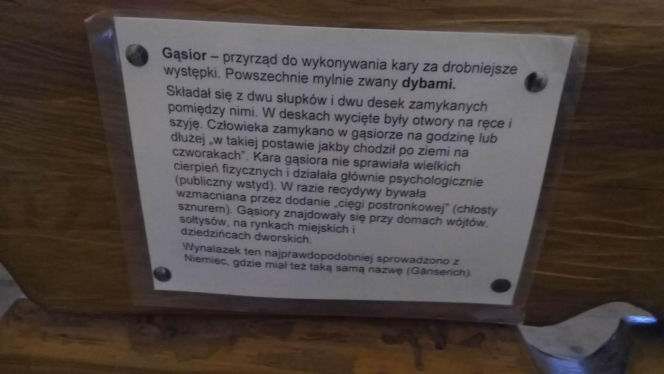 Gąsior – przyrząd do wykonywania kary za drobniejsze
występki. Powszechnie mylnie zwany dybami.
Składał się z dwu słupków i dwu desek zamykanych
pomiędzy nimi. W deskach wycięte były otwory na ręce i
szyję. Człowieka zamykano w gąsiorze na godzinę lub
dłużej „w takiej postawie jakby chodził po ziemi na
czworakach”. Kara gąsiora nie sprawiała wielkich
cierpień fizycznych i działała głównie psychologicznie
(publiczny wstyd). W razie recydywy bywała
wzmacniana przez dodanie „cięgi postronkowej” (chłosty
sznurem). Gąsiory znajdowały się przy domach wójtów,
sołtysów, na rynkach miejskich i
dziedzińcach dworskich.
Wynalazek ten najprawdopodobniej sprowadzono z
Niemiec, gdzie miał też taką samą nazwę (Gänserich).